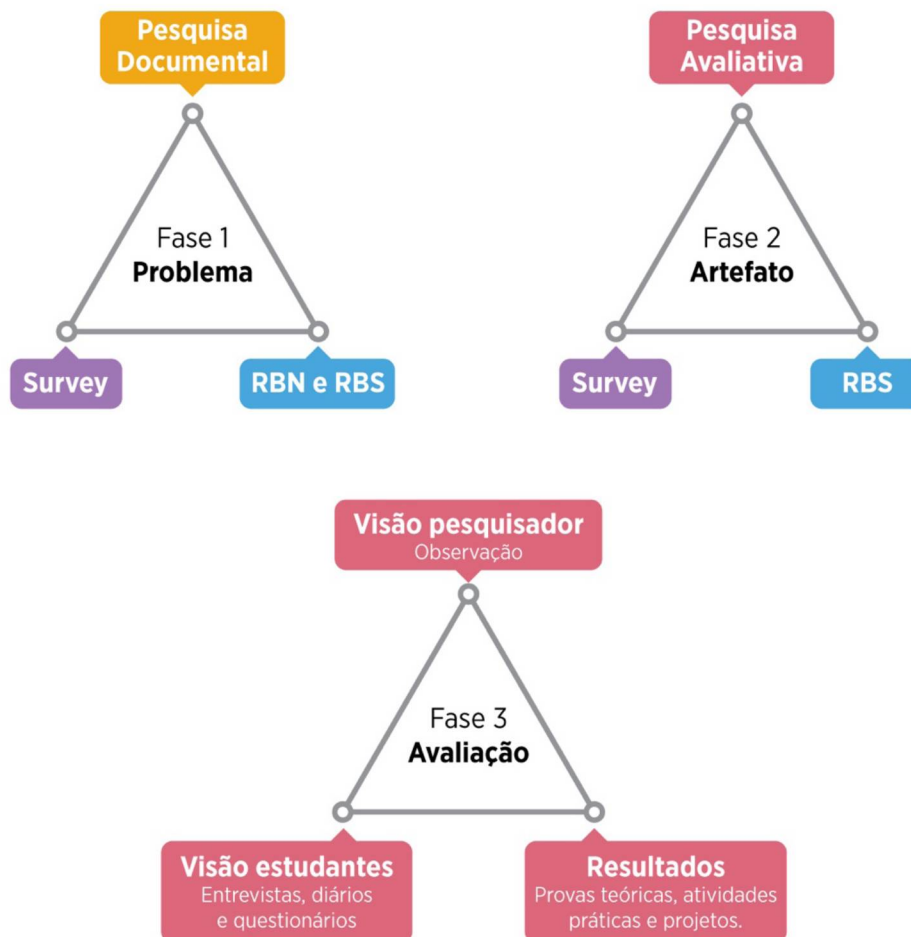 Pesquisa
Documental
Fase 1
Problema
Survey
RBN e RBS
Pesquisa
Avaliativa
Fase 2
Artefato
Survey
RBS
Visão pesquisador
Observação
Fase 3
Avaliação
Visão estudantes
Entrevistas, diários
e questionários
Resultados
Provas teóricas, atividades
práticas e projetos.